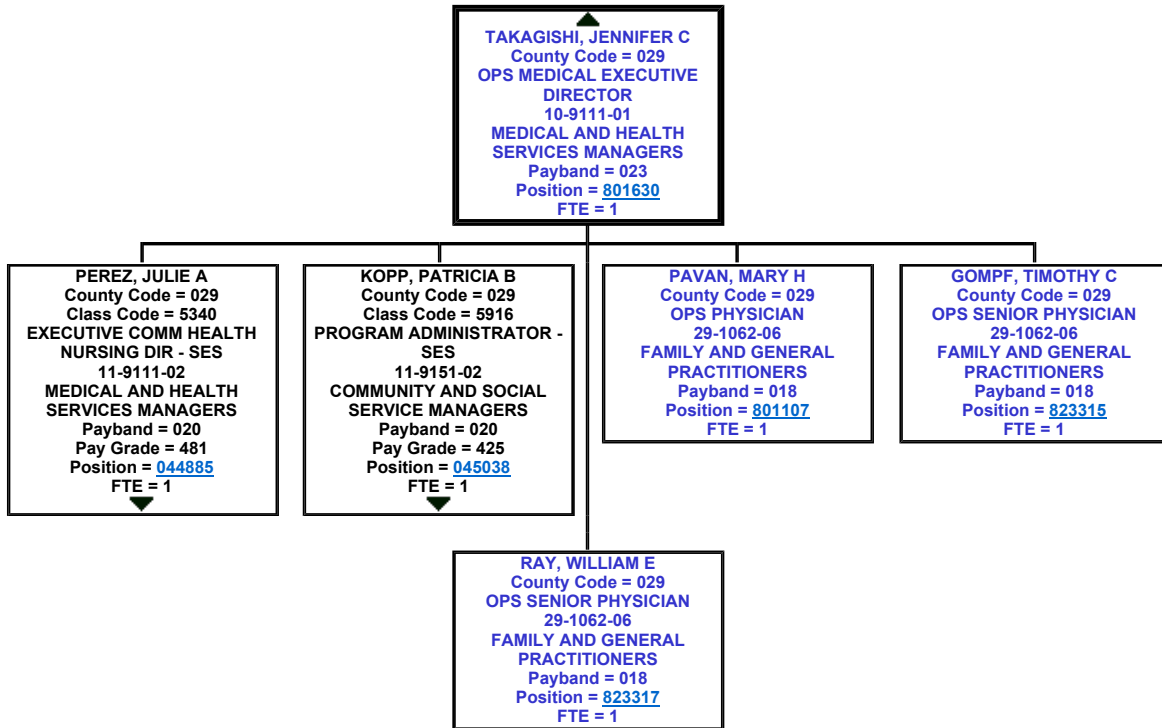 TAKAGISHI, JENNIFER C
County Code = 029
OPS MEDICAL EXECUTIVE
DIRECTOR
10-9111-01
MEDICAL AND HEALTH
SERVICES MANAGERS
Payband = 023
Position = 801630
FTE = 1
PEREZ, JULIE A
County Code = 029
Class Code = 5340
EXECUTIVE COMM HEALTH
NURSING DIR - SES
11-9111-02
MEDICAL AND HEALTH
SERVICES MANAGERS
Payband = 020
Pay Grade = 481
Position = 044885
FTE = 1
KOPP, PATRICIA B
County Code = 029
Class Code = 5916
PROGRAM ADMINISTRATOR -
SES
11-9151-02
COMMUNITY AND SOCIAL
SERVICE MANAGERS
Payband = 020
Pay Grade = 425
Position = 045038
FTE = 1
PAVAN, MARY H
County Code = 029
OPS PHYSICIAN
29-1062-06
FAMILY AND GENERAL
PRACTITIONERS
Payband = 018
Position = 801107
FTE = 1
GOMPF, TIMOTHY C
County Code = 029
OPS SENIOR PHYSICIAN
29-1062-06
FAMILY AND GENERAL
PRACTITIONERS
Payband = 018
Position = 823315
FTE = 1
RAY, WILLIAM E
County Code = 029
OPS SENIOR PHYSICIAN
29-1062-06
FAMILY AND GENERAL
PRACTITIONERS
Payband = 018
Position = 823317
FTE = 1